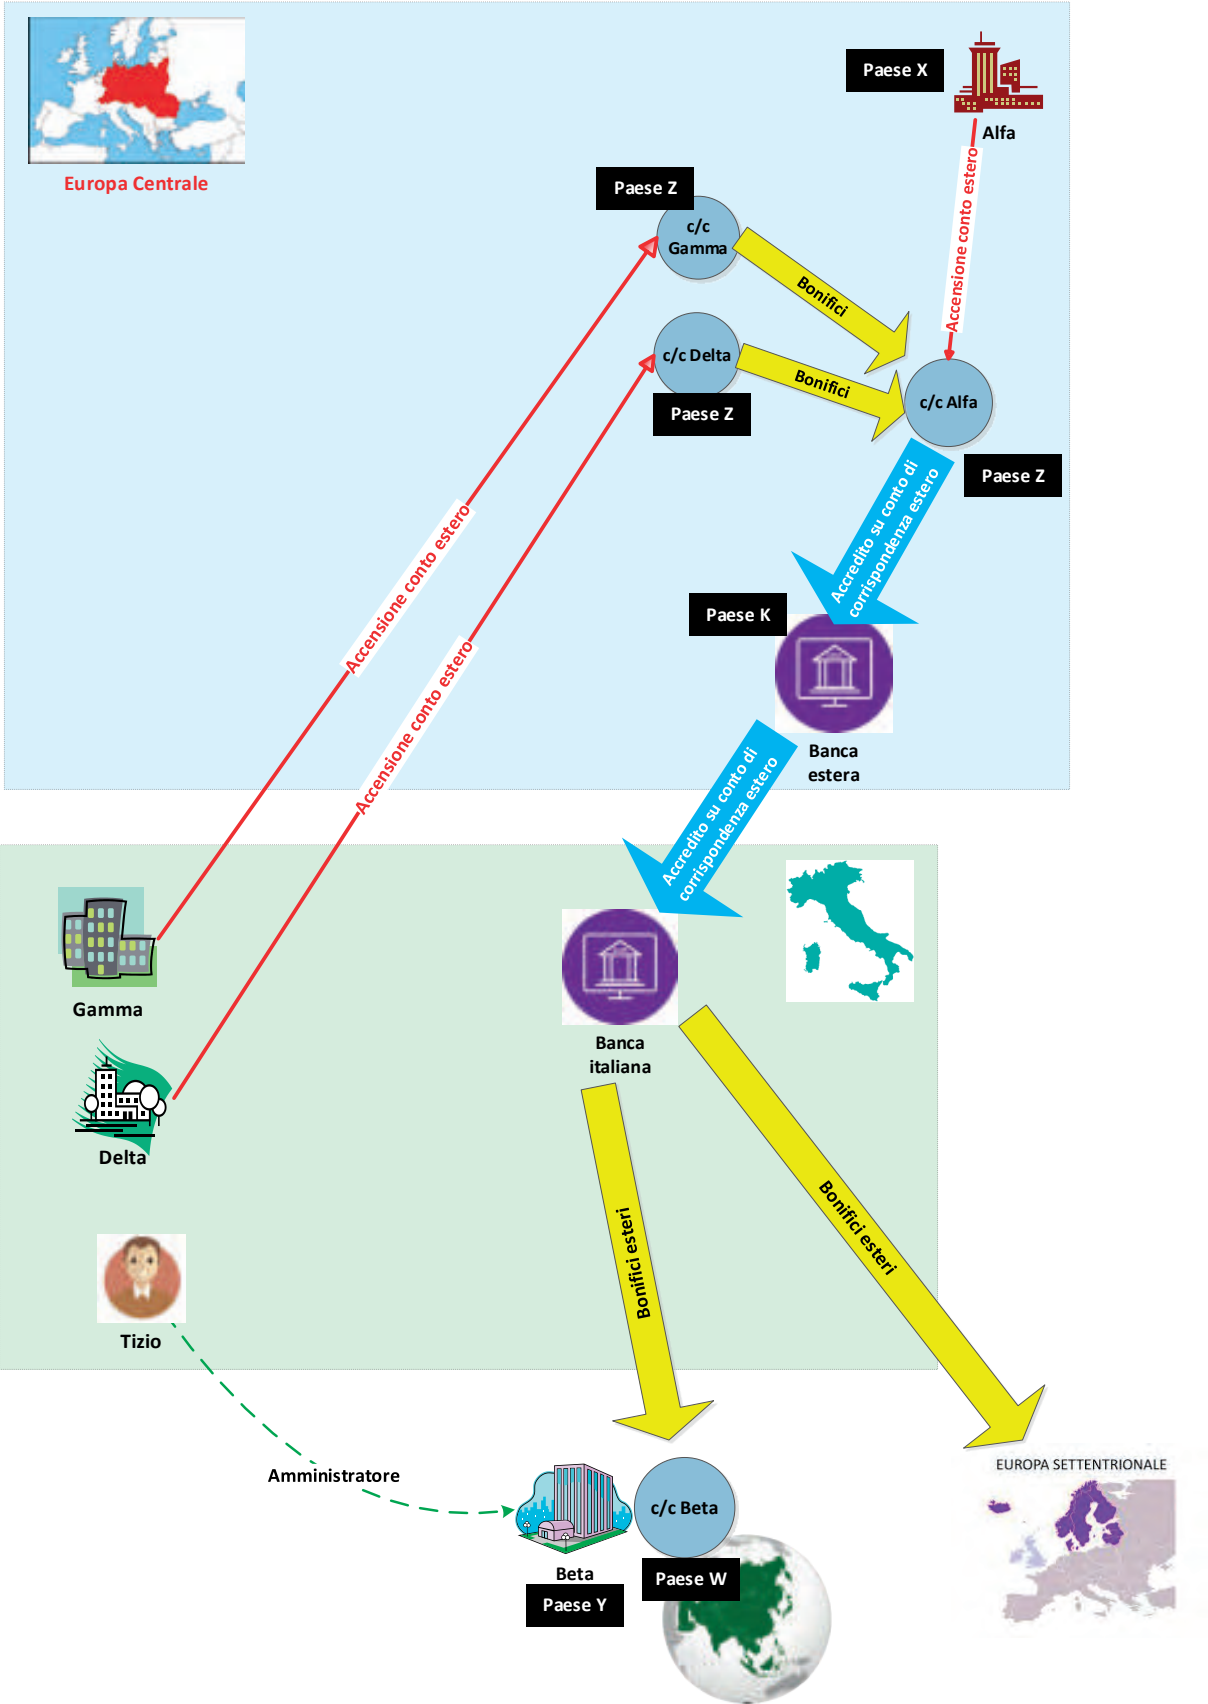 Paese X
Alfa
Europa Centrale
Accensione conto estero
Paese Z
c/c
Gamma
Bonifici
c/c Delta
Bonifici
Paese Z
c/c Alfa
Paese Z
Accredito su conto di
corrispondenza estero
Accensione conto estero
Accensione conto estero
Paese K
Banca
estera
Accredito su conto di
corrispondenza estero
Gamma
Banca
italiana
Delta
Bonifici esteri
Bonifici esteri
Tizio
Amministratore
EUROPA SETTENTRIONALE
c/c Beta
Beta
Paese W
Paese Y